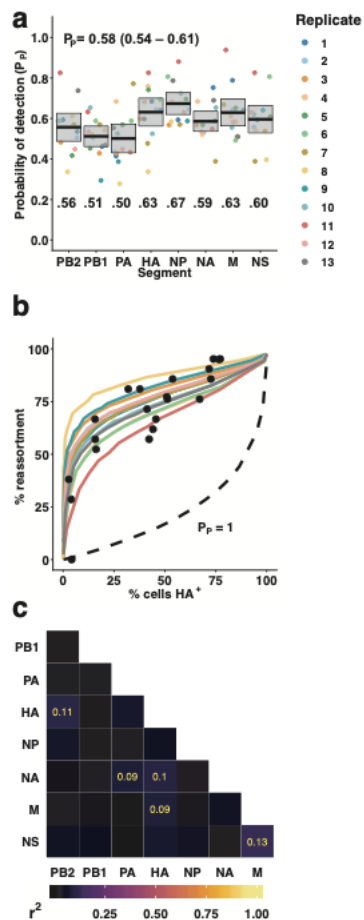 a
Replicate
P_P = 0.58 (0.54 – 0.61)
Probability of detection (P_P)
1.0
0.8
0.6
0.4
0.2
0.0
.56 .51 .50 .63 .67 .59 .63 .60
PB2 PB1 PA HA NP NA M NS
Segment
1
2
3
4
5
6
7
8
9
10
11
12
13
b
% reassortment
100
75
50
25
0
P_P = 1
0 25 50 75 100
% cells HA⁺
c
PB1
PA
HA 0.11
NP
NA 0.09 0.1
M 0.09
NS 0.13
PB2 PB1 PA HA NP NA M
r² 0.25 0.50 0.75 1.00